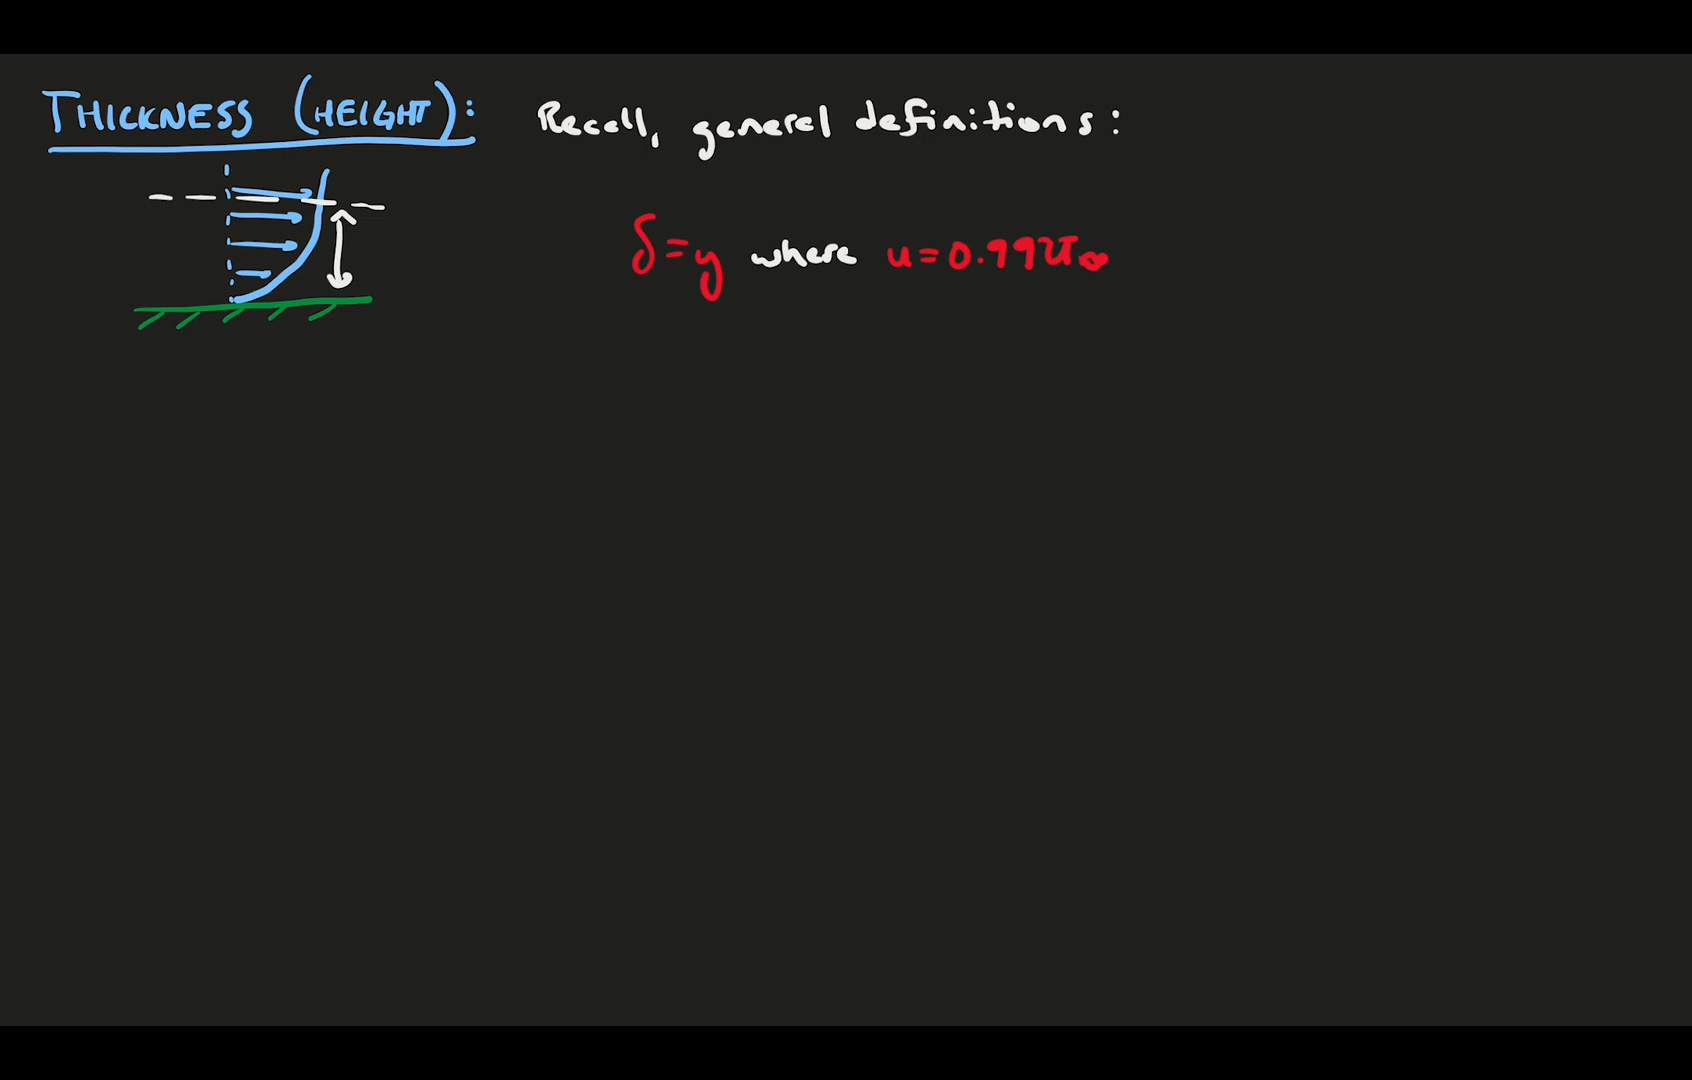 THICKNESS (HEIGHT):
Recall, general definitions:
δ=y where u=0.99U∞